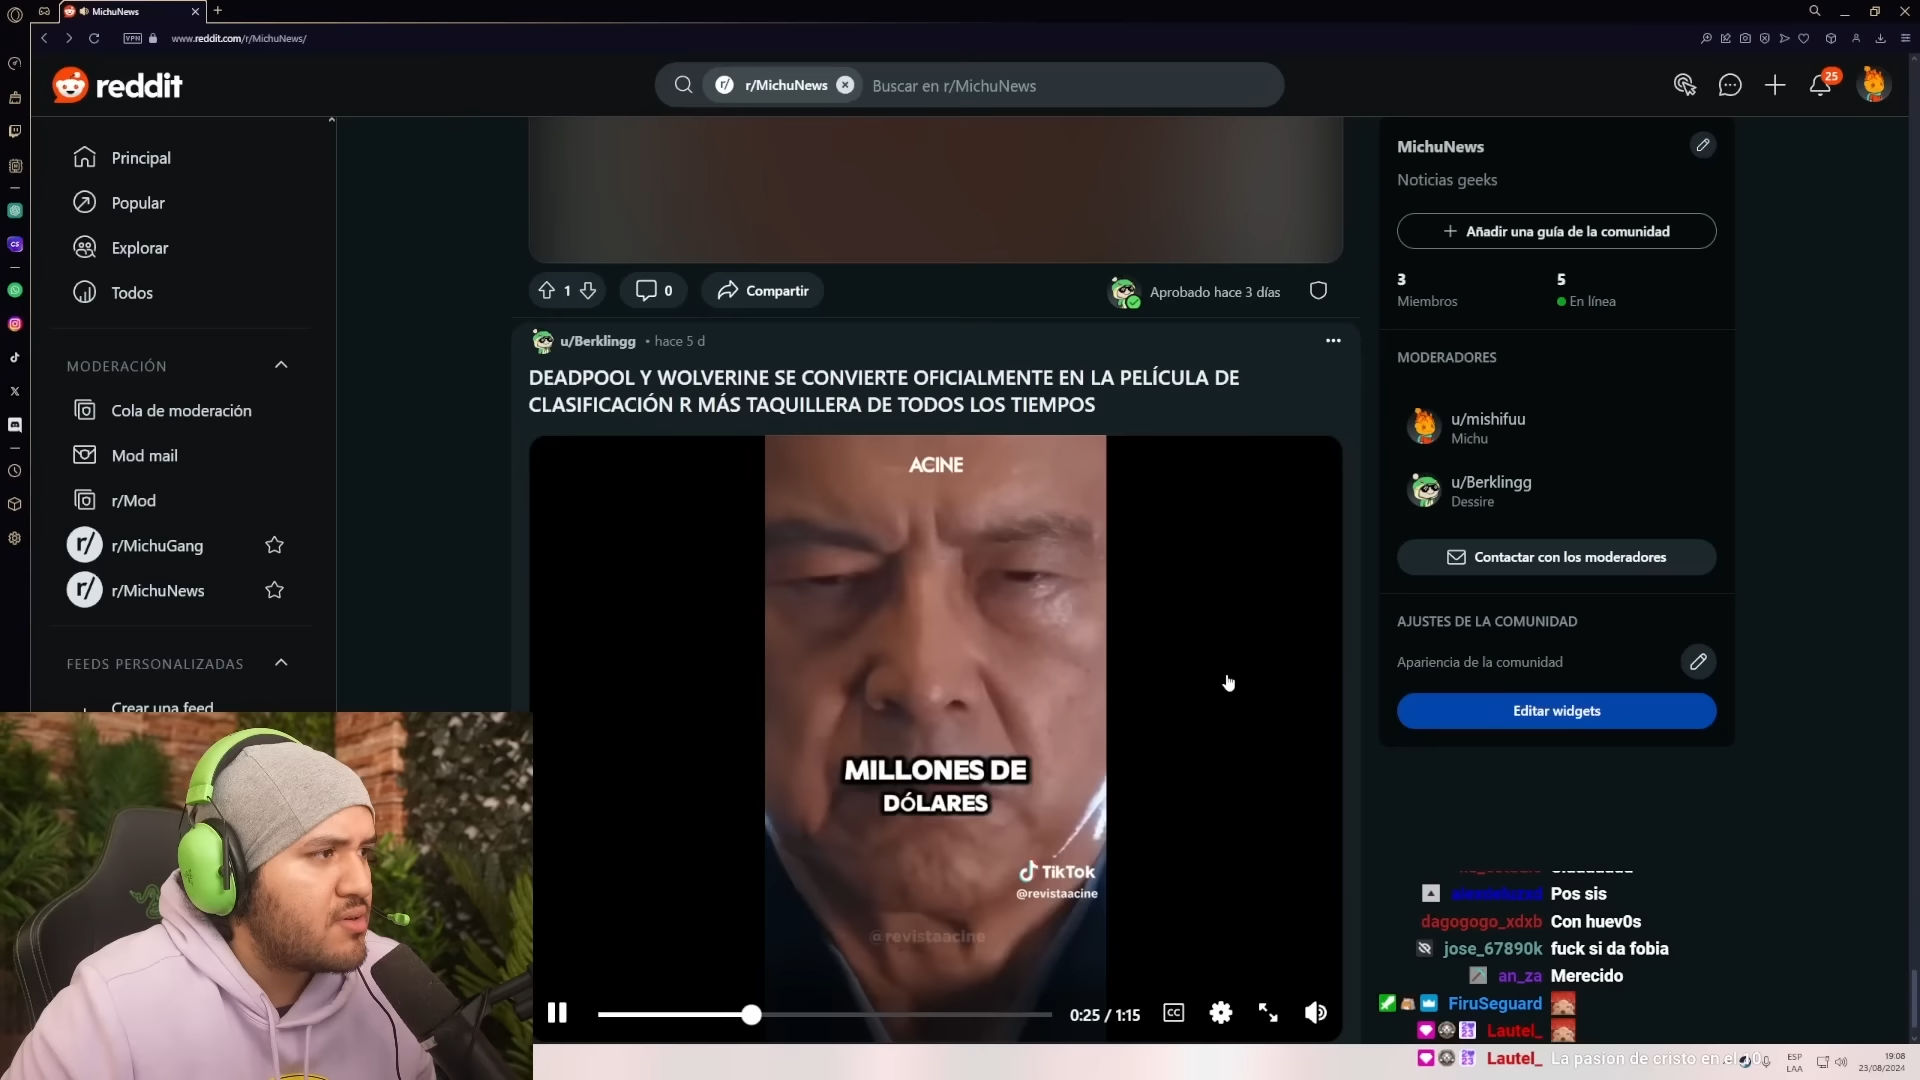 MichuNews
www.reddit.com/r/MichuNews/
VPN
reddit
r/MichuNews
Buscar en r/MichuNews
25
Principal
Popular
Explorar
Todos
MODERACIÓN
Cola de moderación
Mod mail
r/Mod
r/ r/MichuGang
r/ r/MichuNews
FEEDS PERSONALIZADAS
Crear una feed
1
0
Compartir
Aprobado hace 3 días
u/Berklingg • hace 5 d
DEADPOOL Y WOLVERINE SE CONVIERTE OFICIALMENTE EN LA PELÍCULA DE
CLASIFICACIÓN R MÁS TAQUILLERA DE TODOS LOS TIEMPOS
ACINE
MILLONES DE
DÓLARES
TikTok
@revistaacine
@revistaacine
0:25 / 1:15
CC
MichuNews
Noticias geeks
Añadir una guía de la comunidad
3
Miembros
5
En línea
MODERADORES
u/mishifuu
Michu
u/Berklingg
Dessire
Contactar con los moderadores
AJUSTES DE LA COMUNIDAD
Apariencia de la comunidad
Editar widgets
Pos sis
dagogogo_xdxb Con huev0s
jose_67890k fuck si da fobia
an_za Merecido
FiruSeguard
Lautel_
Lautel_ La pasion de cristo en el 10
ESP
LAA
19:08
23/08/2024